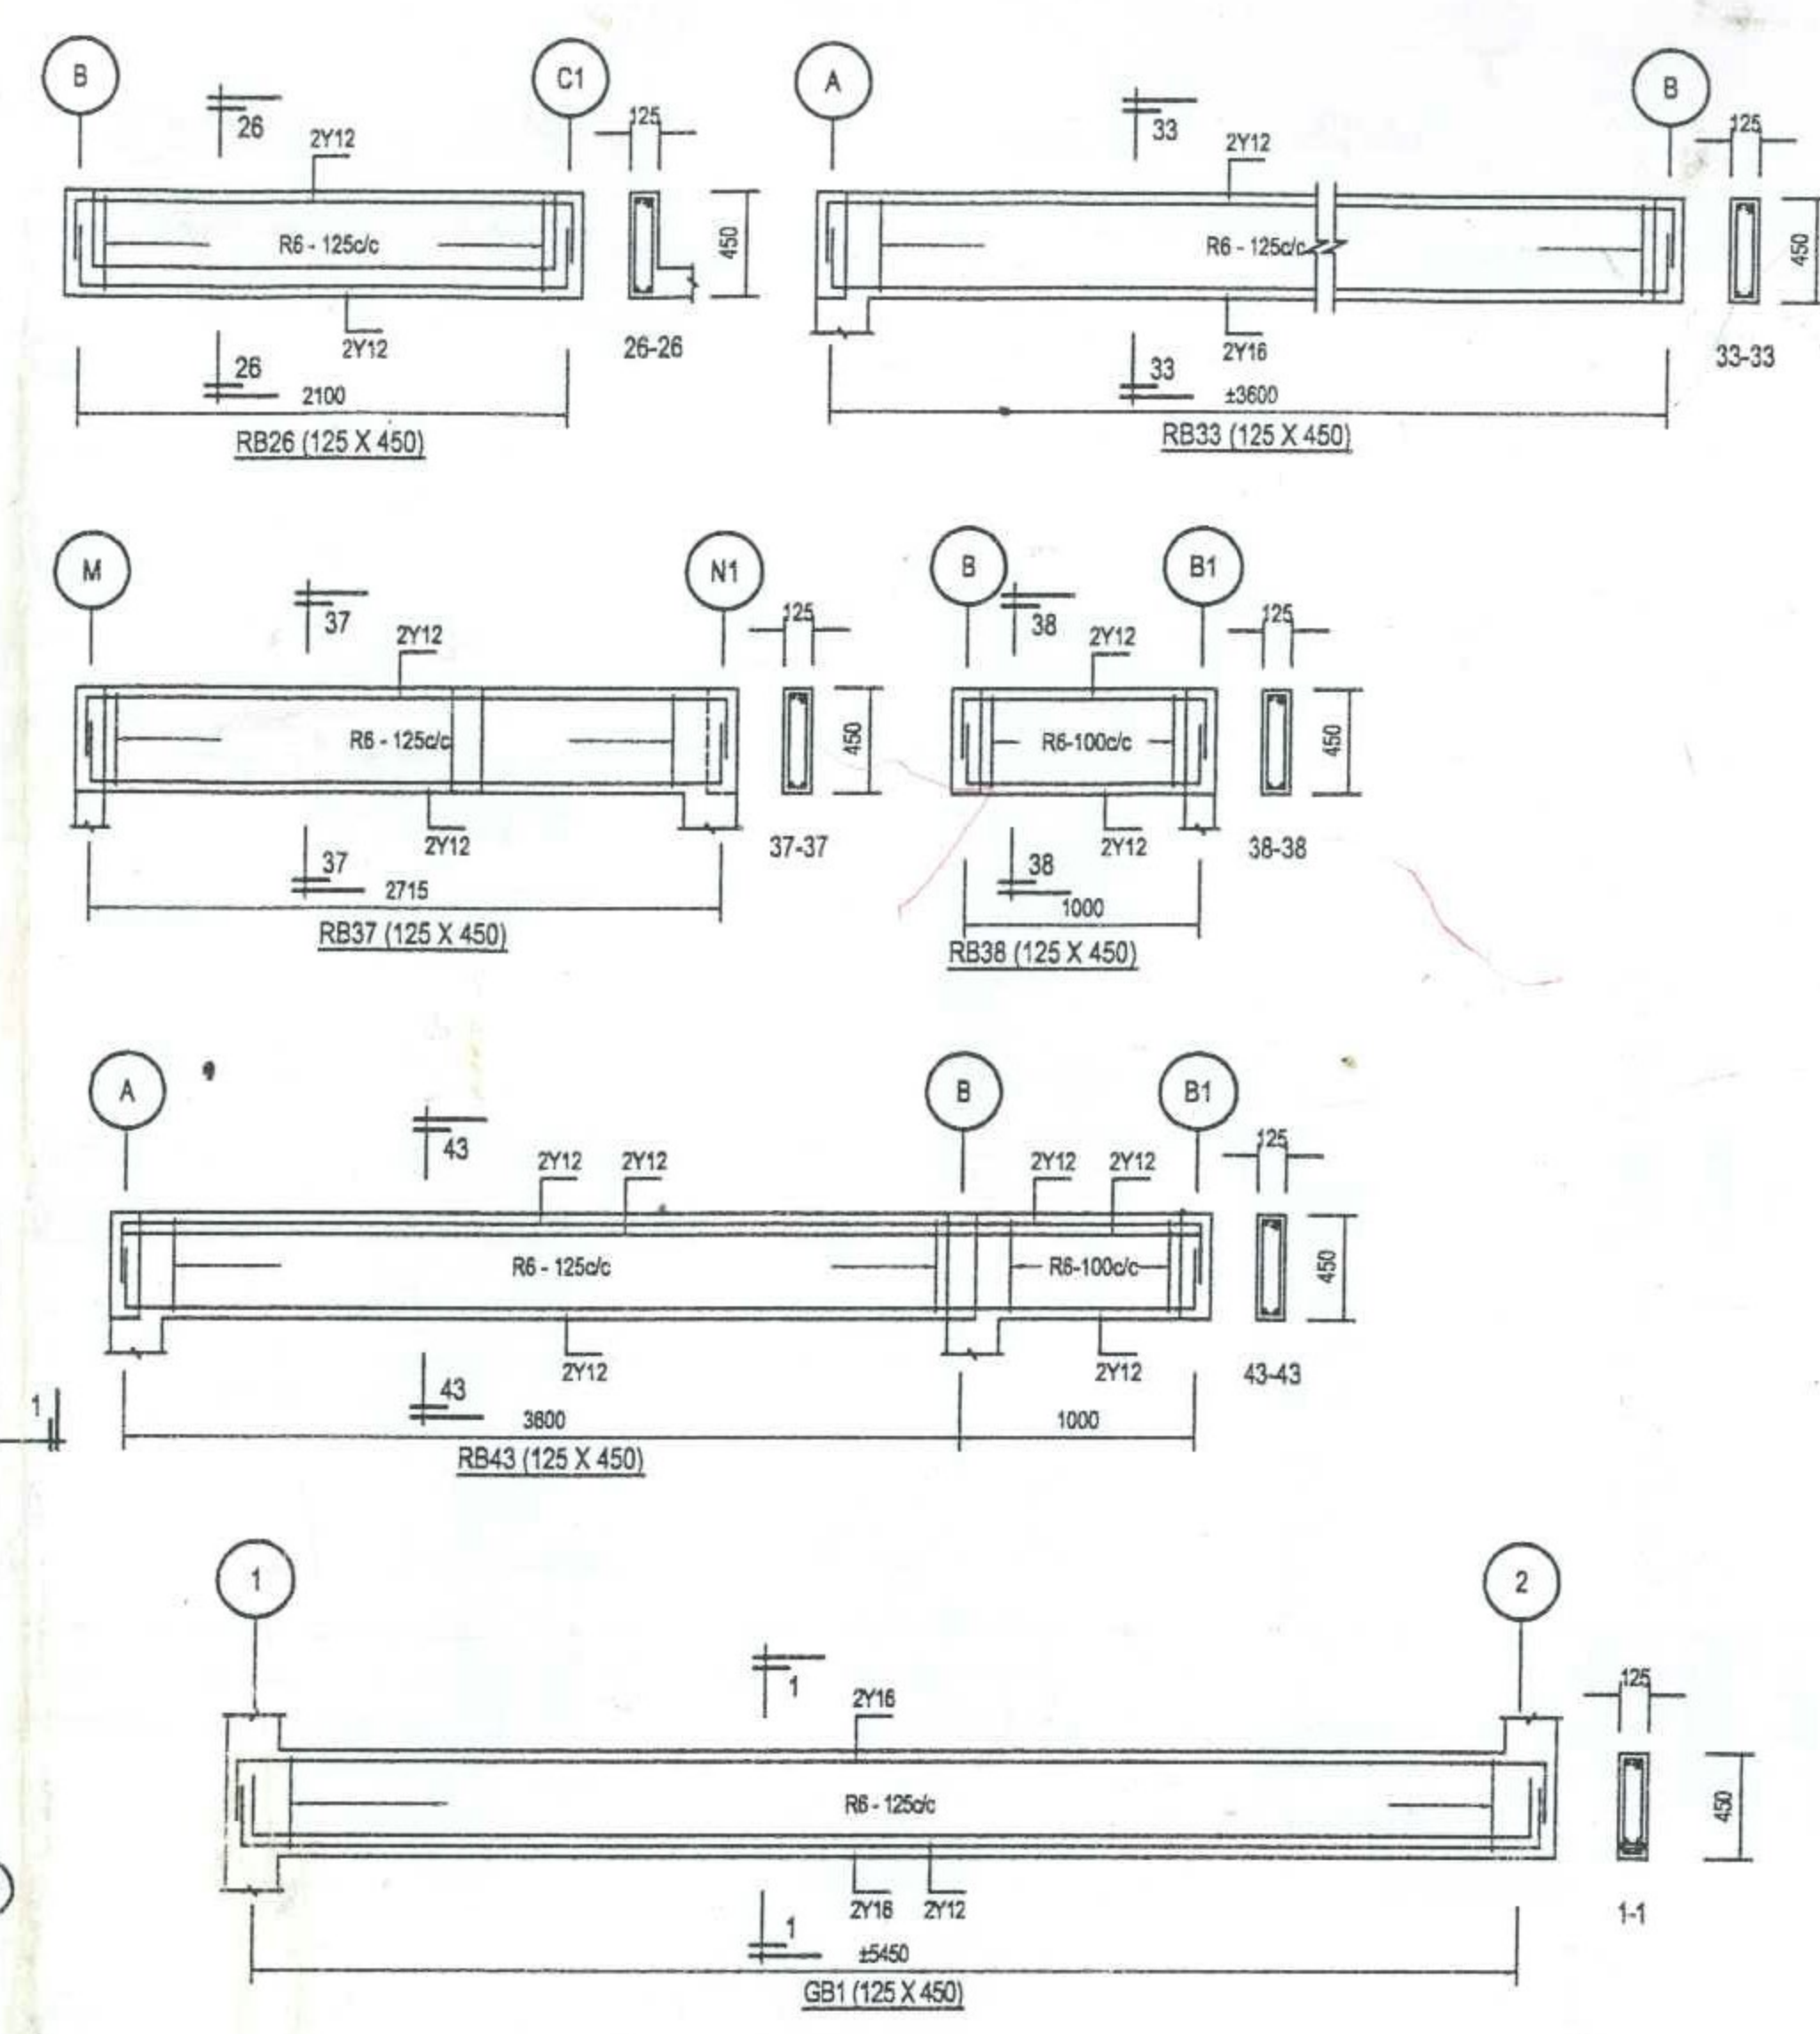 B
C1
26
2Y12
125
R6 - 125c/c
450
2Y12
26
26-26
2100
RB26 (125 X 450)
A
B
33
2Y12
125
R6 - 125c/c
450
2Y16
33
33-33
±3600
RB33 (125 X 450)
M
N1
37
2Y12
125
R6 - 125c/c
450
2Y12
37
37-37
2715
RB37 (125 X 450)
B
B1
38
2Y12
125
R6-100c/c
450
2Y12
38
38-38
1000
RB38 (125 X 450)
A
B
B1
43
2Y12 2Y12
2Y12 2Y12
125
R6 - 125c/c
R6-100c/c
450
2Y12
2Y12
43
43-43
1
3600
1000
RB43 (125 X 450)
1
2
1
2Y16
125
R6 - 125c/c
450
2Y16 2Y12
1
1-1
±5450
GB1 (125 X 450)